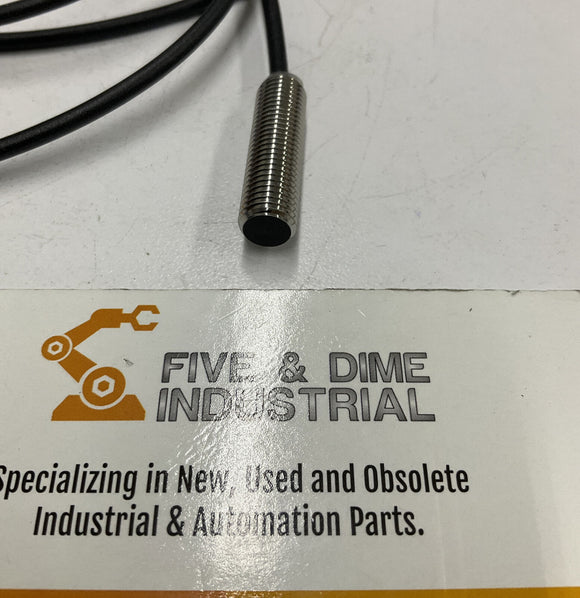 FIVE & DIME
INDUSTRIAL
Specializing in New, Used and Obsolete
Industrial & Automation Parts.